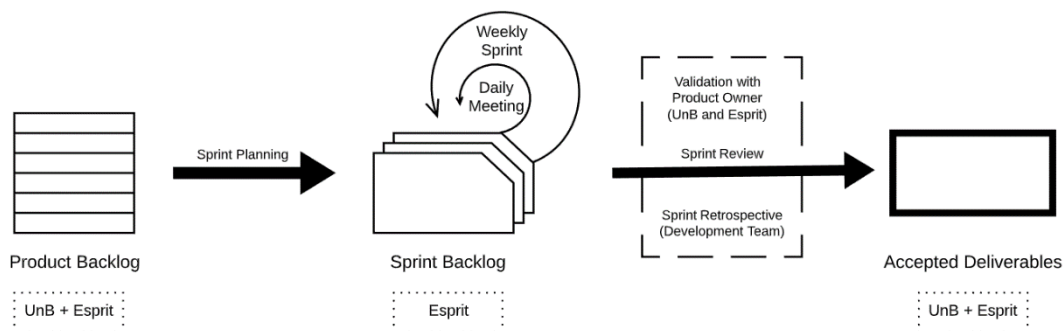 Weekly
Sprint
Daily
Meeting
Validation with
Product Owner
(UnB and Esprit)
Sprint Planning
Sprint Review
Sprint Retrospective
(Development Team)
Product Backlog
Sprint Backlog
Accepted Deliverables
UnB + Esprit
Esprit
UnB + Esprit